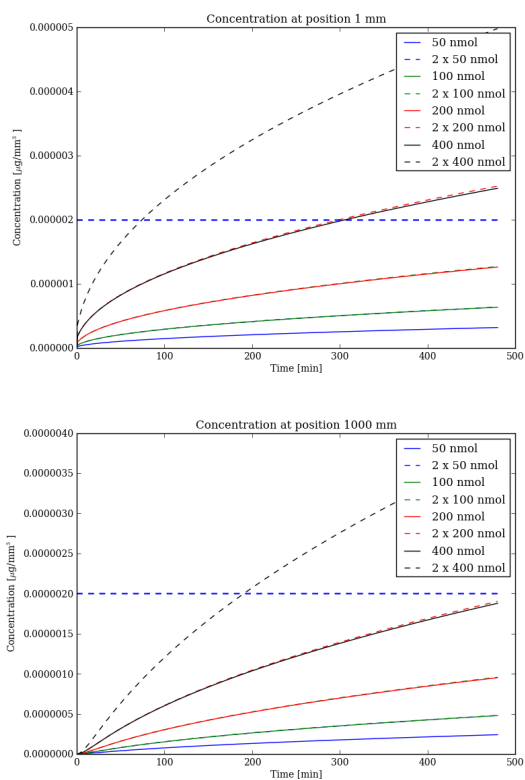 Concentration at position 1 mm
0.000005
0.000004
0.000003
0.000002
0.000001
0.000000
Concentration [μg/mm³ ]
50 nmol
2 x 50 nmol
100 nmol
2 x 100 nmol
200 nmol
2 x 200 nmol
400 nmol
2 x 400 nmol
0 100 200 300 400 500
Time [min]
Concentration at position 1000 mm
0.0000040
0.0000035
0.0000030
0.0000025
0.0000020
0.0000015
0.0000010
0.0000005
0.0000000
Concentration [μg/mm³ ]
50 nmol
2 x 50 nmol
100 nmol
2 x 100 nmol
200 nmol
2 x 200 nmol
400 nmol
2 x 400 nmol
0 100 200 300 400 500
Time [min]